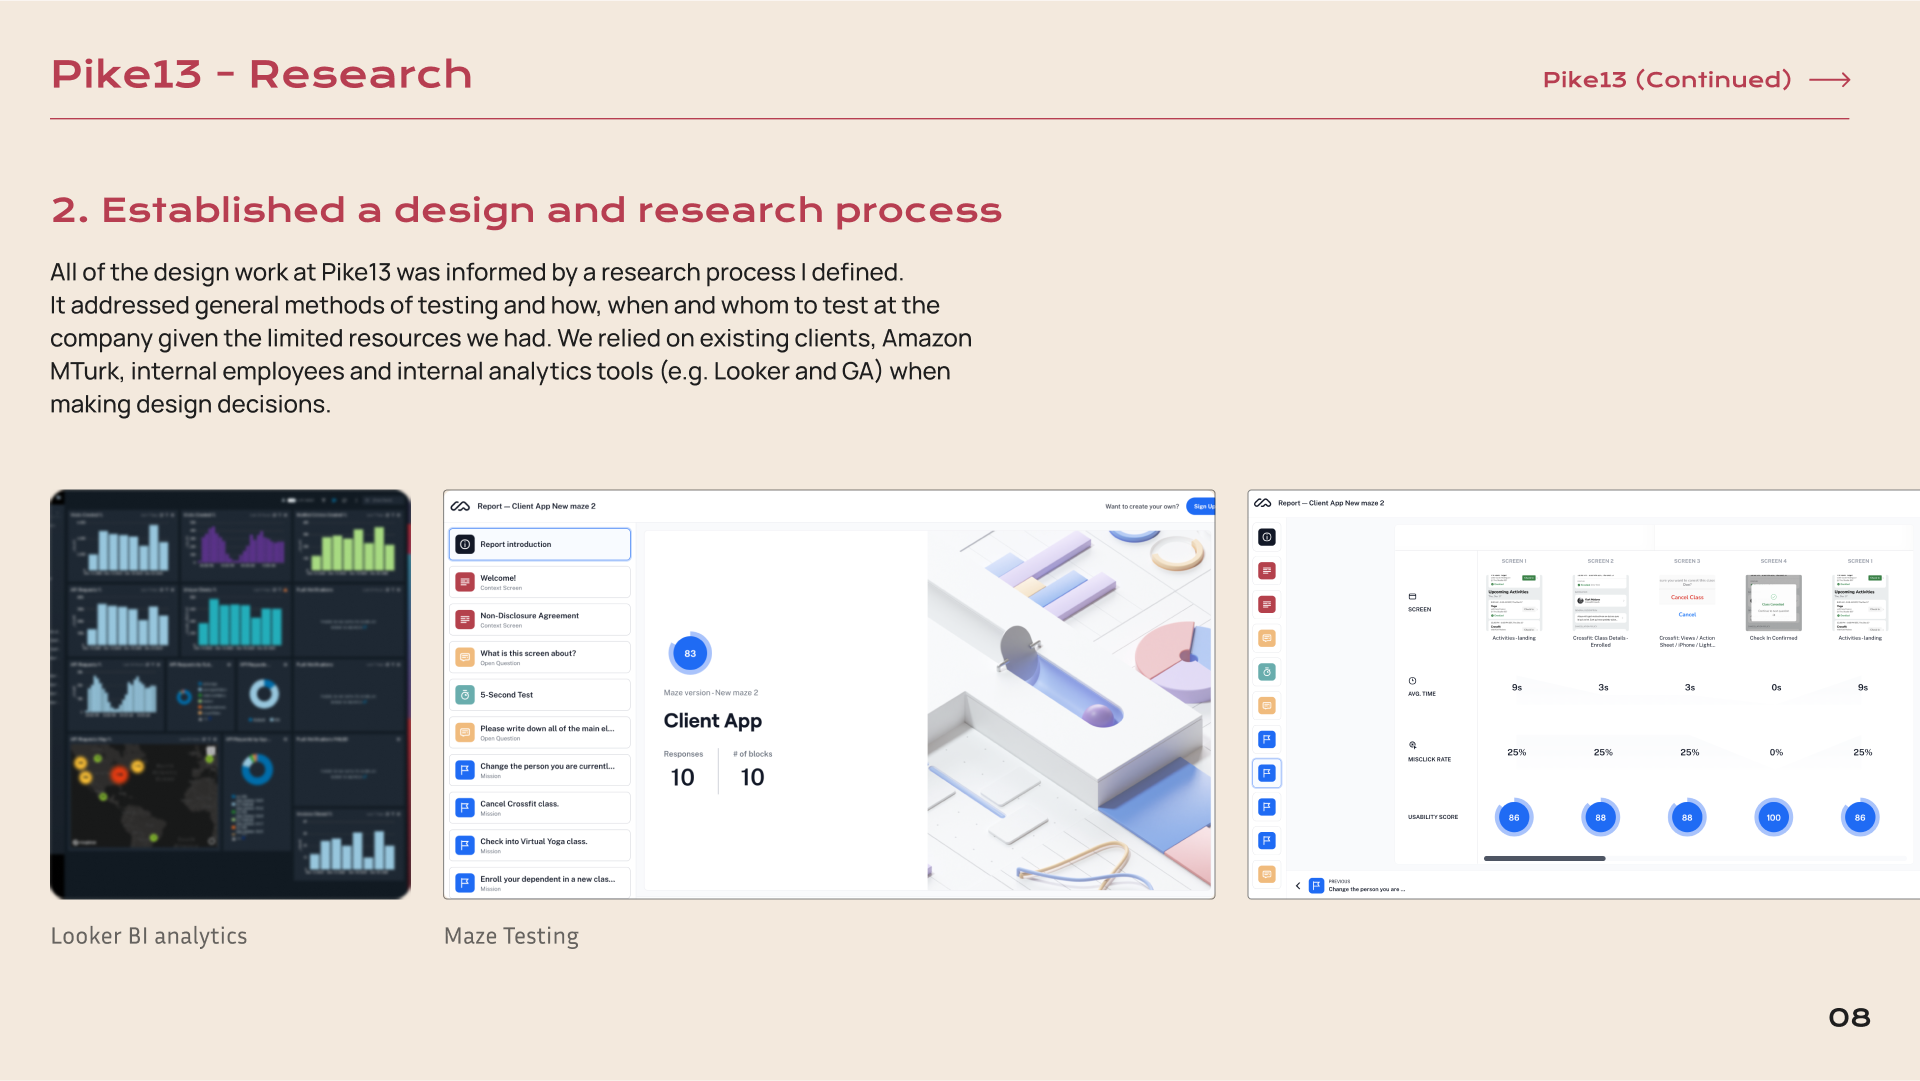 Pike13 - Research
Pike13 (Continued)
2. Established a design and research process
All of the design work at Pike13 was informed by a research process I defined.
It addressed general methods of testing and how, when and whom to test at the
company given the limited resources we had. We relied on existing clients, Amazon
MTurk, internal employees and internal analytics tools (e.g. Looker and GA) when
making design decisions.
Report — Client App New maze 2
Want to create your own?
Sign Up
Report introduction
Welcome!
Context Screen
Non-Disclosure Agreement
Context Screen
What is this screen about?
Open Question
5-Second Test
Please write down all of the main el...
Open Question
Change the person you are currentl...
Mission
Cancel Crossfit class.
Mission
Check into Virtual Yoga class.
Mission
Enroll your dependent in a new clas...
Mission
83
Maze version - New maze 2
Client App
Responses
# of blocks
10
10
Report — Client App New maze 2
SCREEN 1
SCREEN 2
SCREEN 3
SCREEN 4
SCREEN 1
SCREEN
Upcoming Activities
Cancel Class
Cancel
Upcoming Activities
Activities -landing
Crossfit: Class Details-
Enrolled
Crossfit: Views / Action
Sheet / iPhone / Light...
Check In Confirmed
Activities -landing
AVG. TIME
9s
3s
3s
0s
9s
MISCLICK RATE
25%
25%
25%
0%
25%
USABILITY SCORE
86
88
88
100
86
PREVIOUS
Change the person you are ...
Looker BI analytics
Maze Testing
08